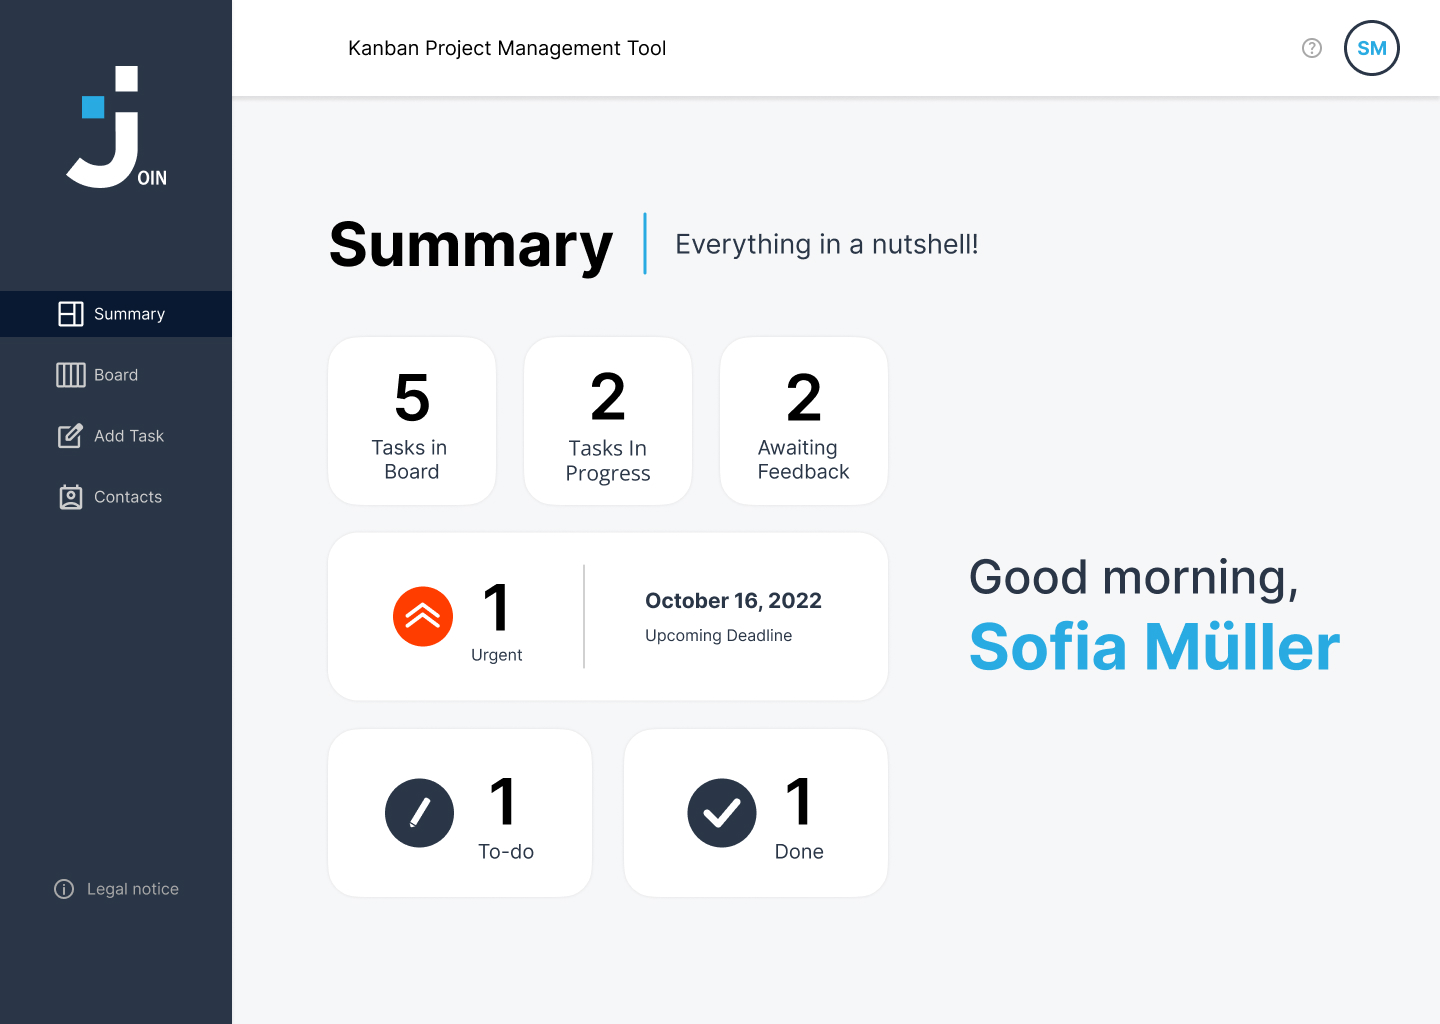 OIN
Summary
Board
Add Task
Contacts
Legal notice
Kanban Project Management Tool
?
SM
Summary
Everything in a nutshell!
5
Tasks in
Board
2
Tasks In
Progress
2
Awaiting
Feedback
1
Urgent
October 16, 2022
Upcoming Deadline
1
To-do
1
Done
Good morning,
Sofia Müller